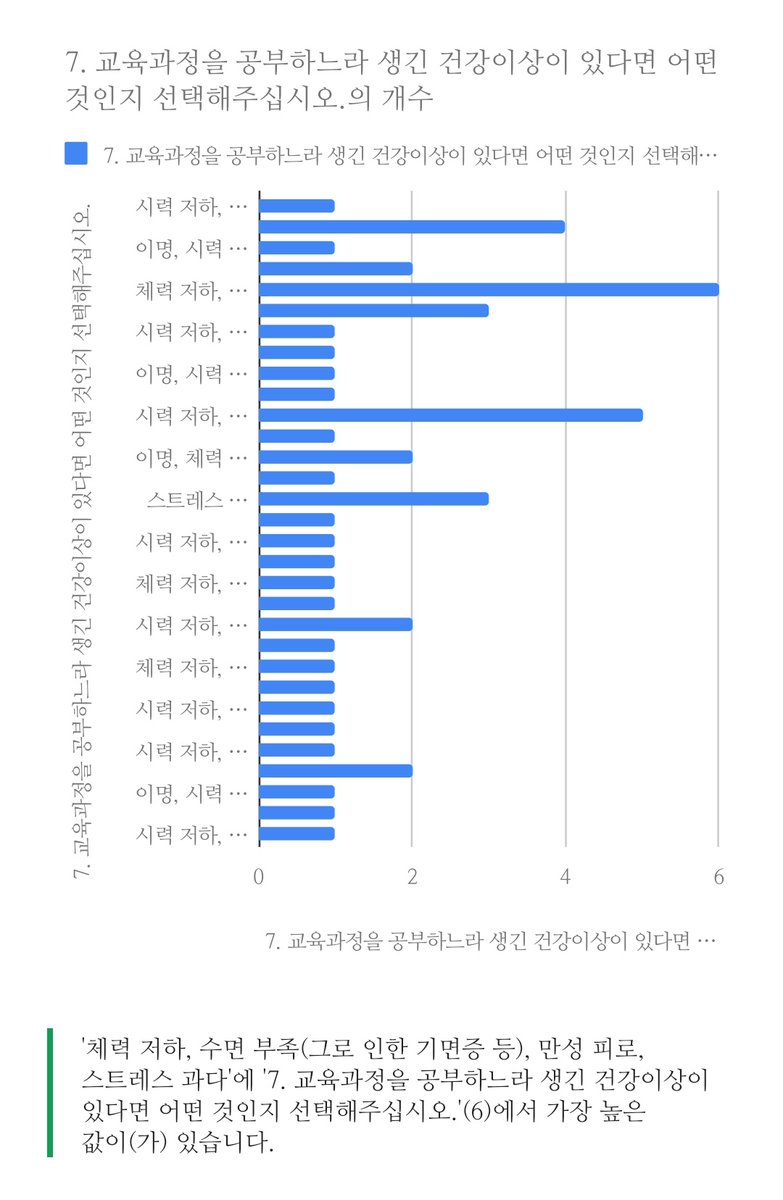 7. 교육과정을 공부하느라 생긴 건강이상이 있다면 어떤
것인지 선택해주십시오.의 개수
7. 교육과정을 공부하느라 생긴 건강이상이 있다면 어떤 것인지 선택해…
7. 교육과정을 공부하느라 생긴 건강이상이 있다면 어떤 것인지 선택해주십시오.
시력 저하, …
이명, 시력 …
체력 저하, …
시력 저하, …
이명, 시력 …
시력 저하, …
이명, 체력 …
스트레스 …
시력 저하, …
체력 저하, …
시력 저하, …
체력 저하, …
시력 저하, …
시력 저하, …
이명, 시력 …
시력 저하, …
0 2 4 6
7. 교육과정을 공부하느라 생긴 건강이상이 있다면 …
'체력 저하, 수면 부족(그로 인한 기면증 등), 만성 피로,
스트레스 과다'에 '7. 교육과정을 공부하느라 생긴 건강이상이
있다면 어떤 것인지 선택해주십시오.'(6)에서 가장 높은
값이(가) 있습니다.